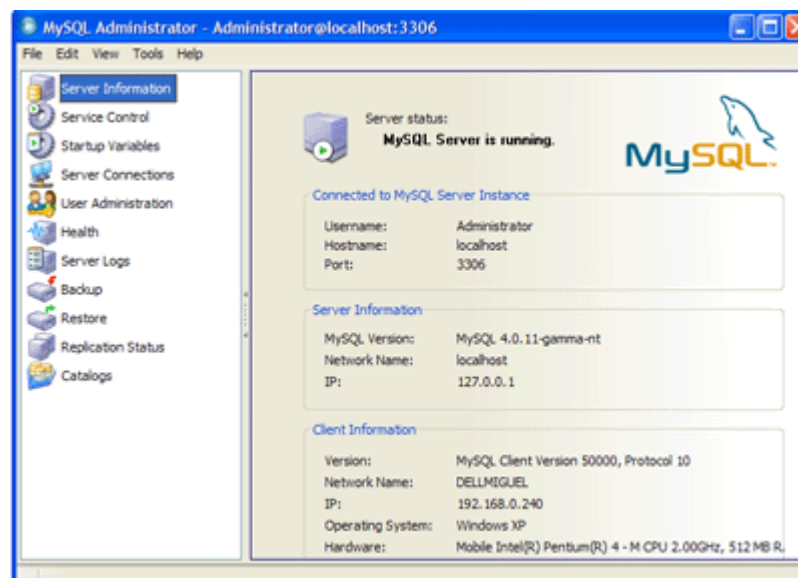 MySQL Administrator - Administrator@localhost:3306
File Edit View Tools Help
Server Information
Service Control
Startup Variables
Server Connections
User Administration
Health
Server Logs
Backup
Restore
Replication Status
Catalogs
Server status:
MySQL Server is running.
MySQL
Connected to MySQL Server Instance
Username: Administrator
Hostname: localhost
Port: 3306
Server Information
MySQL Version: MySQL 4.0.11-gamma-nt
Network Name: localhost
IP: 127.0.0.1
Client Information
Version: MySQL Client Version 50000, Protocol 10
Network Name: DELLMIGUEL
IP: 192.168.0.240
Operating System: Windows XP
Hardware: Mobile Intel(R) Pentium(R) 4 - M CPU 2.00GHz, 512 MB R